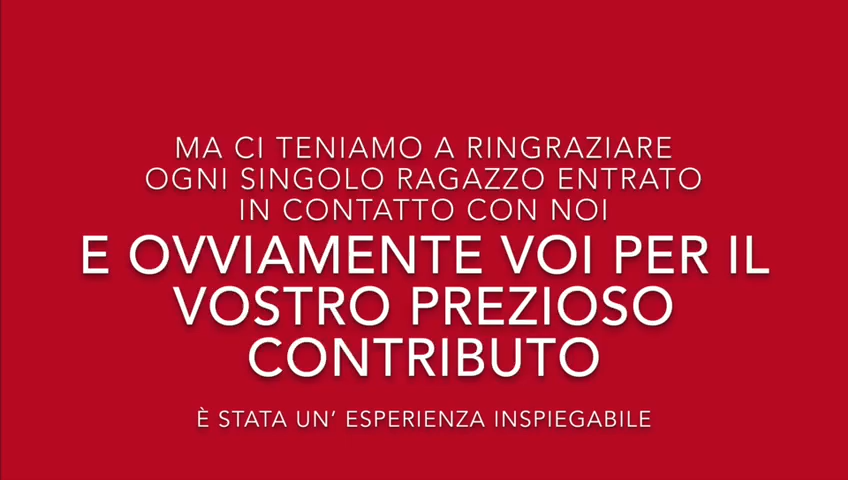 MA CI TENIAMO A RINGRAZIARE
OGNI SINGOLO RAGAZZO ENTRATO
IN CONTATTO CON NOI
E OVVIAMENTE VOI PER IL
VOSTRO PREZIOSO
CONTRIBUTO
È STATA UN’ ESPERIENZA INSPIEGABILE